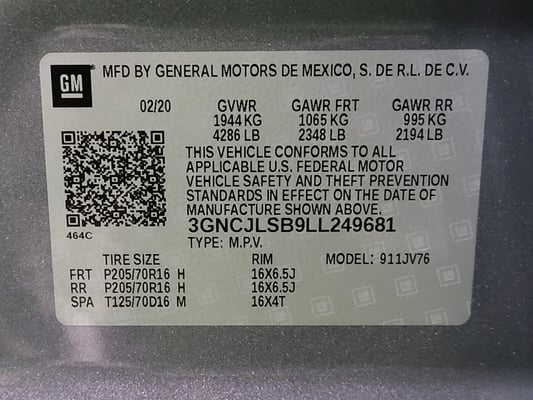 GM MFD BY GENERAL MOTORS DE MEXICO, S. DE R.L. DE C.V.
02/20 GVWR GAWR FRT GAWR RR
1944 KG 1065 KG 995 KG
4286 LB 2348 LB 2194 LB
THIS VEHICLE CONFORMS TO ALL
APPLICABLE U.S. FEDERAL MOTOR
VEHICLE SAFETY AND THEFT PREVENTION
STANDARDS IN EFFECT ON THE DATE OF
MANUFACTURE SHOWN ABOVE.
464C
3GNCJLSB9LL249681
TYPE: M.P.V.
TIRE SIZE RIM MODEL: 911JV76
FRT P205/70R16 H 16X6.5J
RR P205/70R16 H 16X6.5J
SPA T125/70D16 M 16X4T